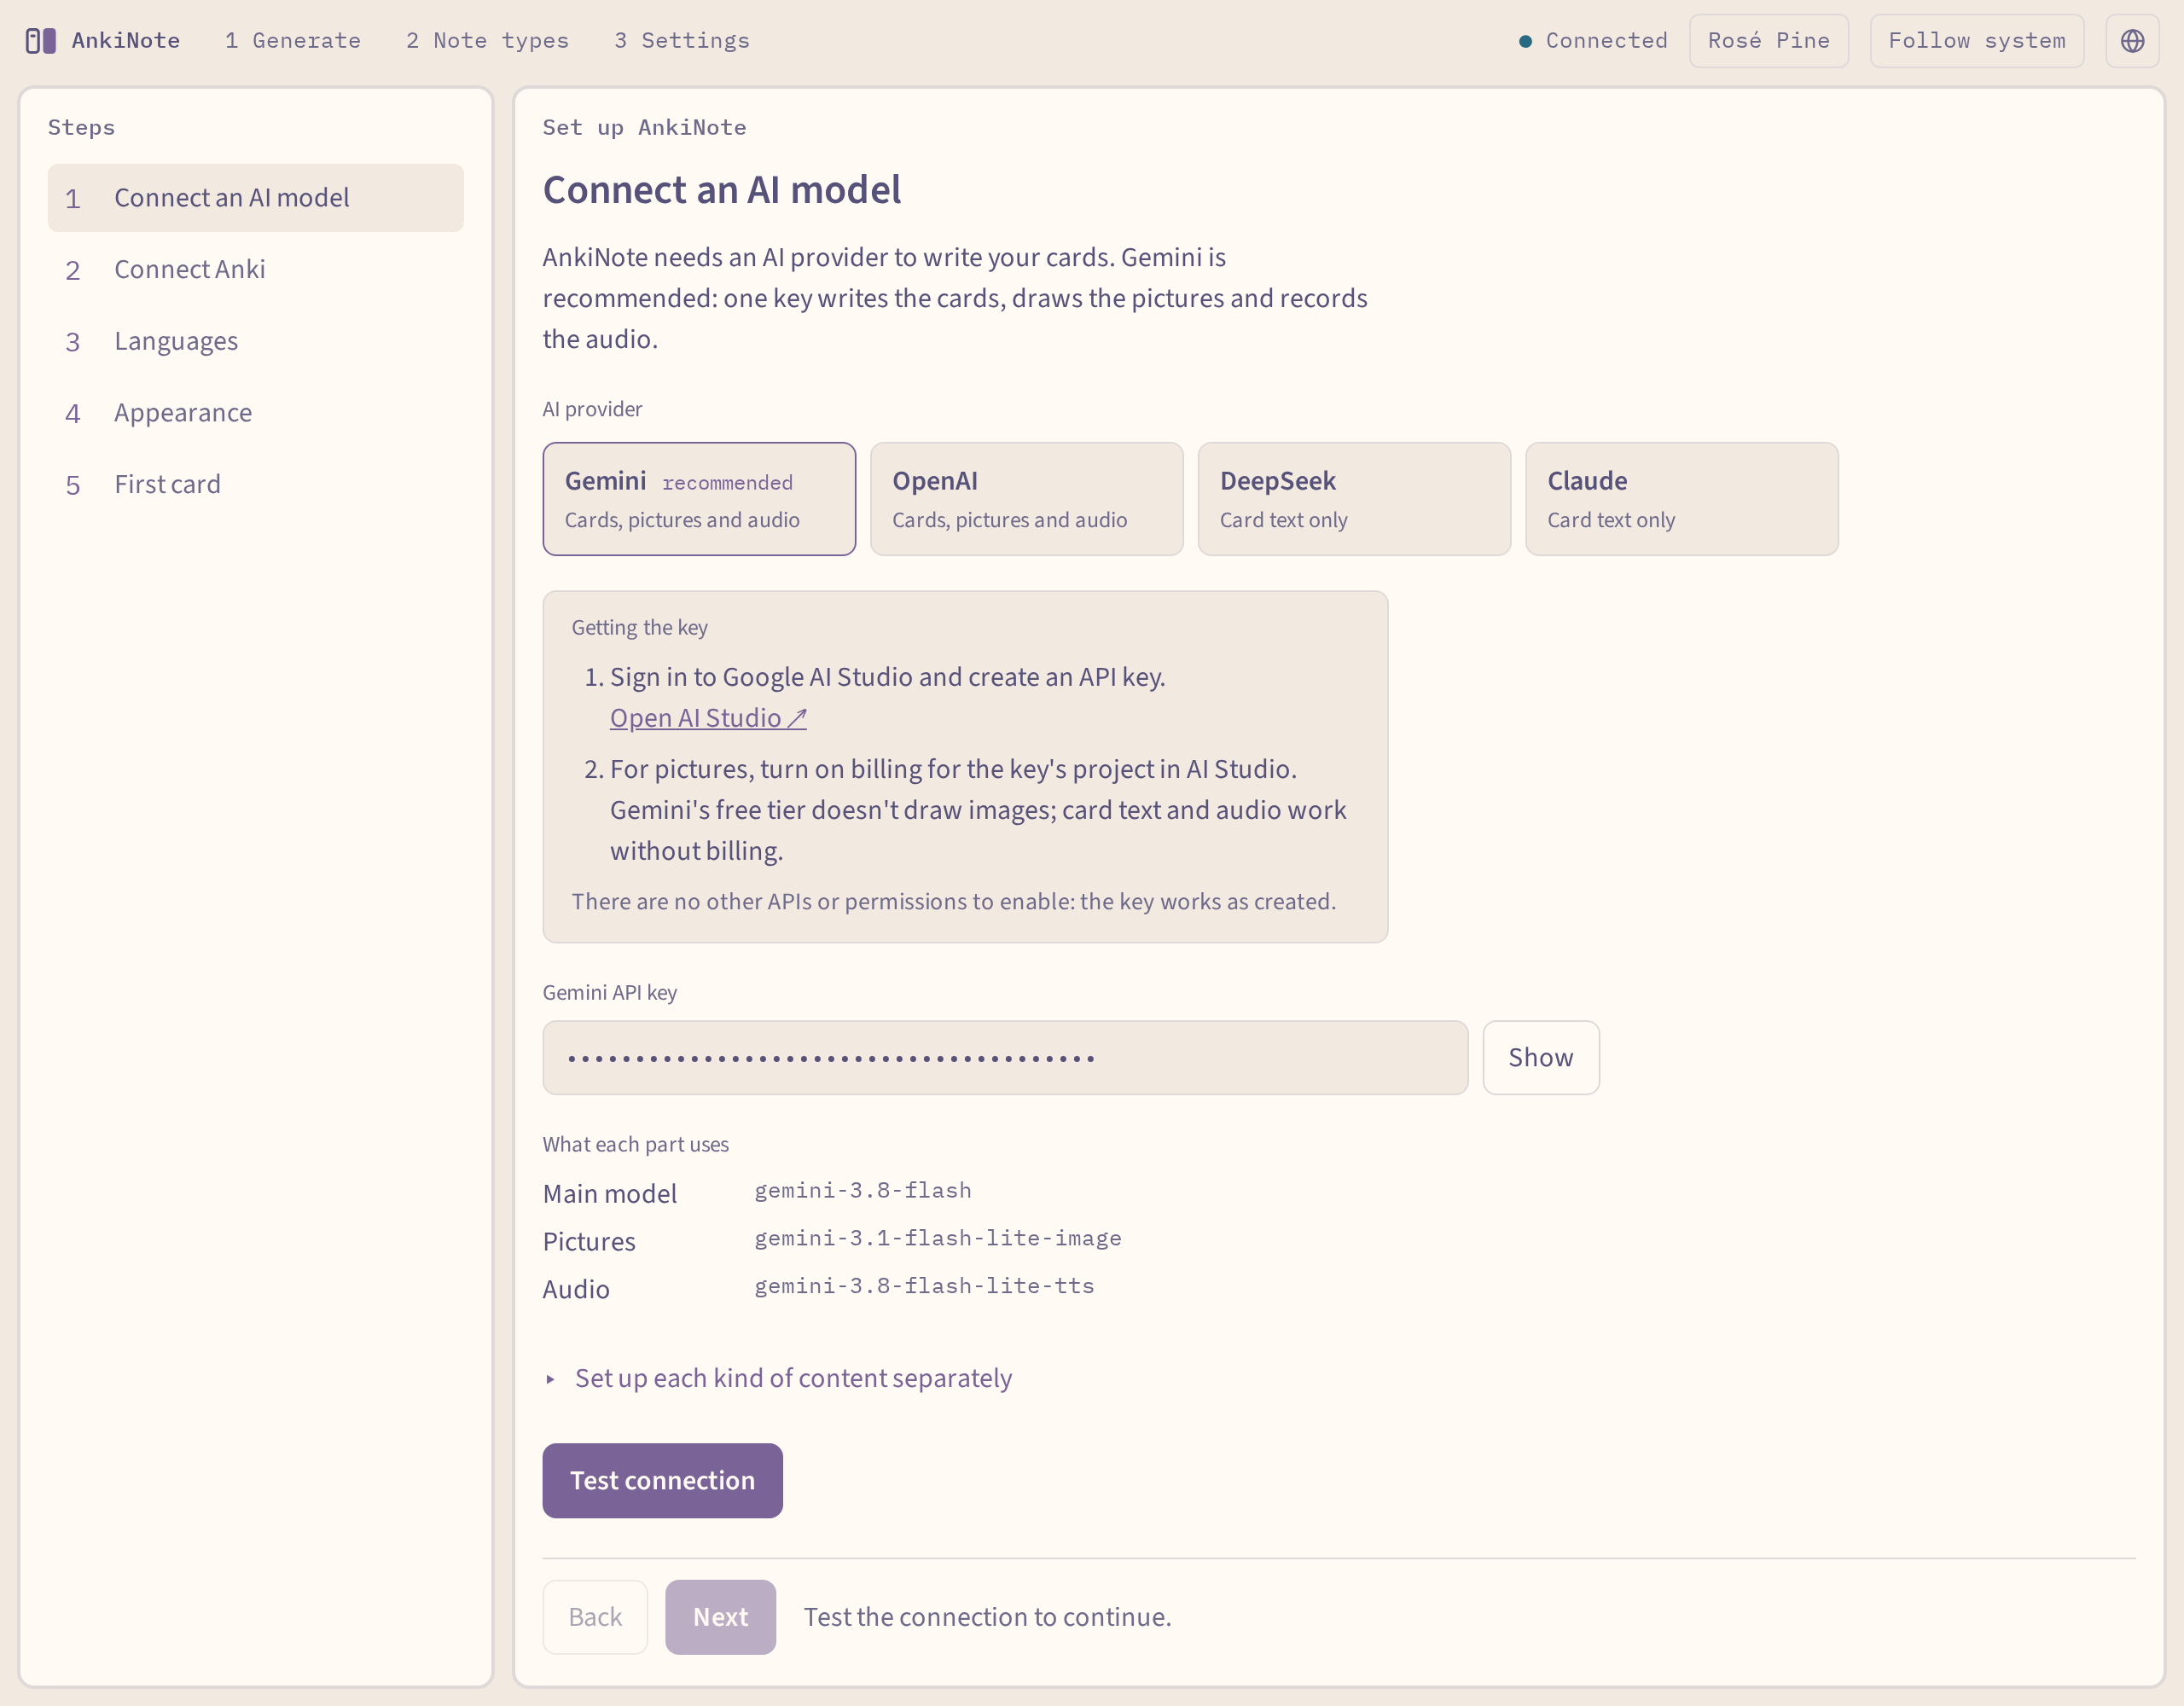 AnkiNote
1 Generate
2 Note types
3 Settings
Connected
Rosé Pine
Follow system
Steps
1 Connect an AI model
2 Connect Anki
3 Languages
4 Appearance
5 First card
Set up AnkiNote
Connect an AI model
AnkiNote needs an AI provider to write your cards. Gemini is
recommended: one key writes the cards, draws the pictures and records
the audio.
AI provider
Gemini recommended
Cards, pictures and audio
OpenAI
Cards, pictures and audio
DeepSeek
Card text only
Claude
Card text only
Getting the key
1. Sign in to Google AI Studio and create an API key.
Open AI Studio ↗
2. For pictures, turn on billing for the key's project in AI Studio.
Gemini's free tier doesn't draw images; card text and audio work
without billing.
There are no other APIs or permissions to enable: the key works as created.
Gemini API key
Show
What each part uses
Main model gemini-3.8-flash
Pictures gemini-3.1-flash-lite-image
Audio gemini-3.8-flash-lite-tts
Set up each kind of content separately
Test connection
Back
Next
Test the connection to continue.